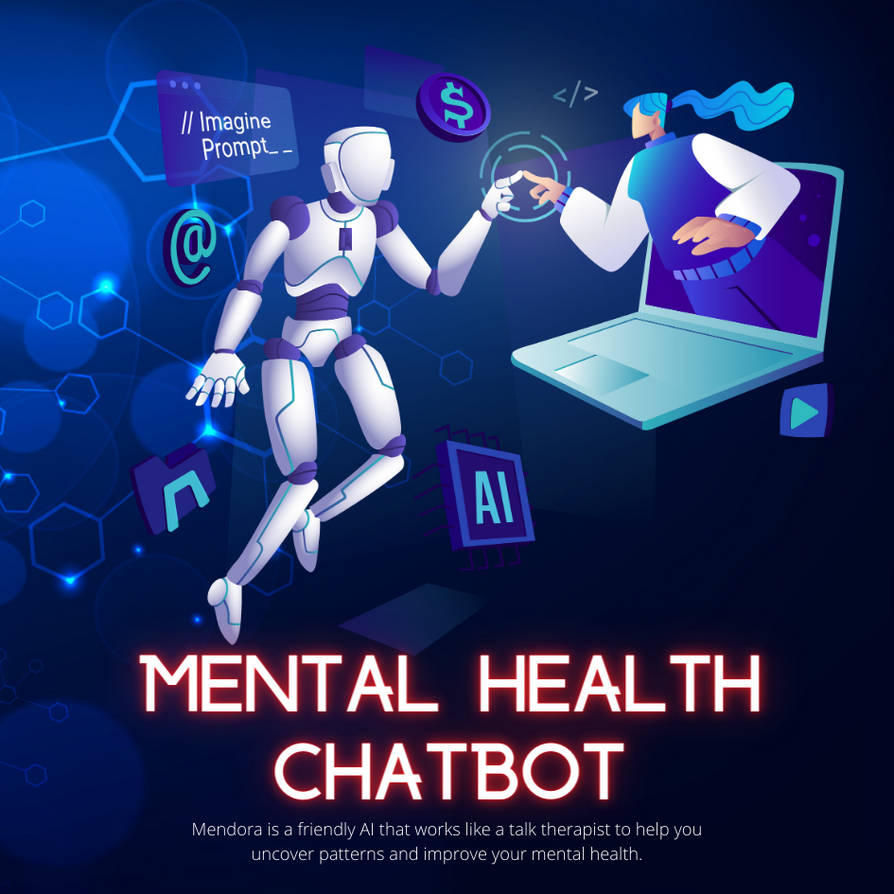 // Imagine
Prompt_ _
$
</>
@
AI
MENTAL HEALTH
CHATBOT
Mendora is a friendly AI that works like a talk therapist to help you
uncover patterns and improve your mental health.